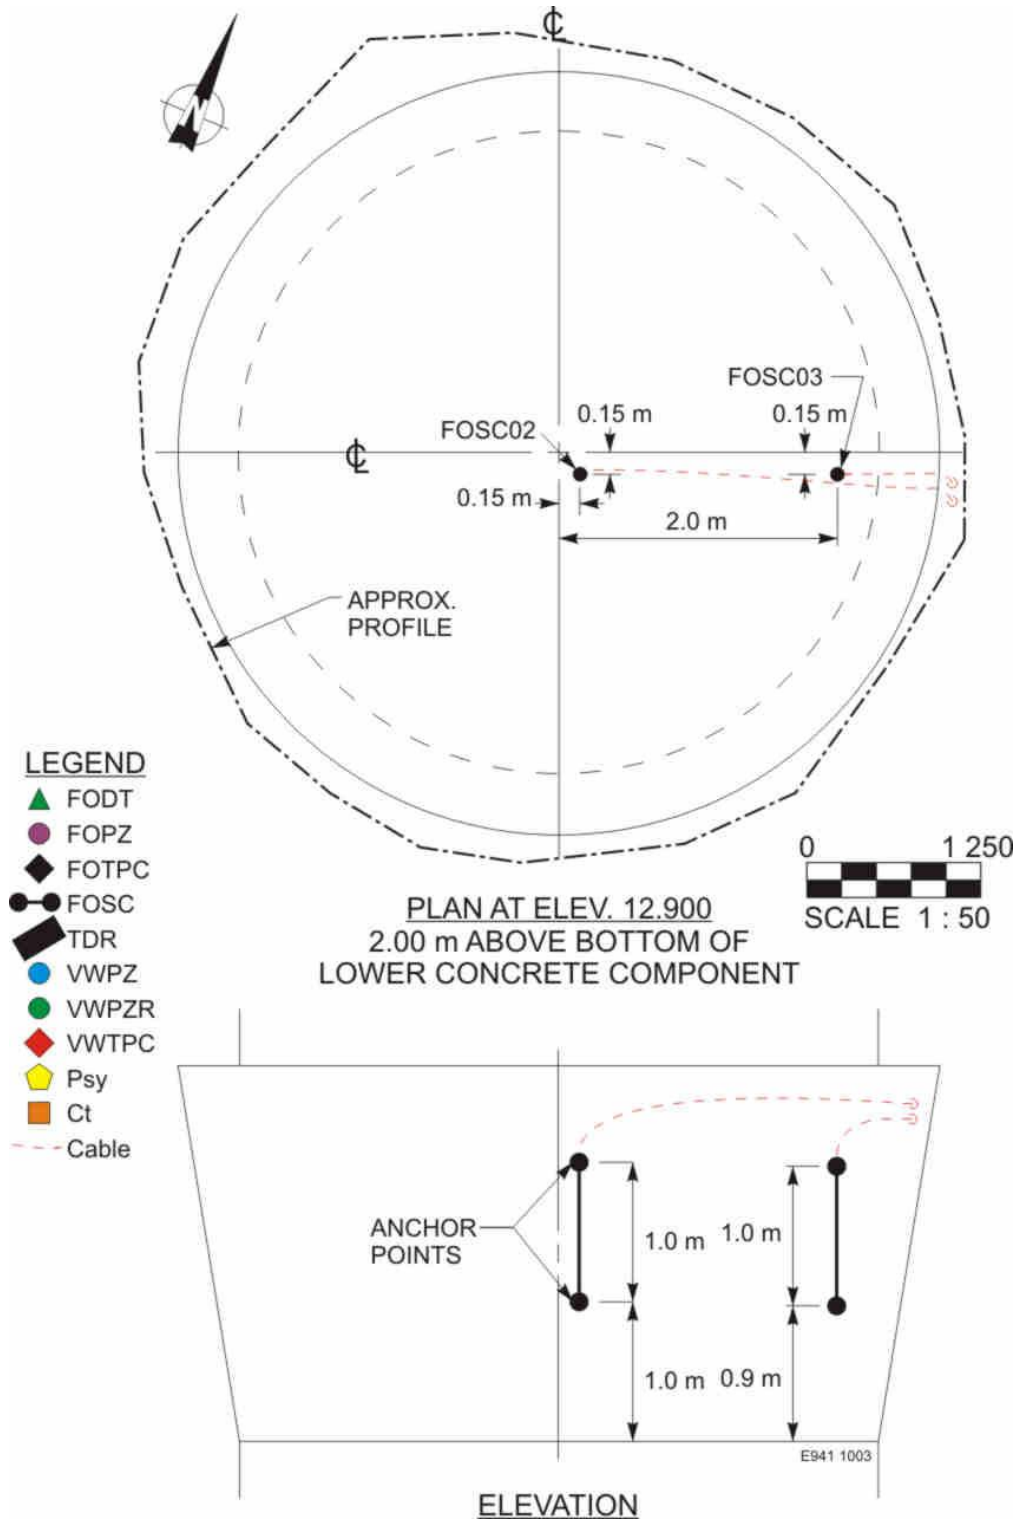 ℄
N
FOSC03
0.15 m
0.15 m
FOSC02
℄
0.15 m
2.0 m
APPROX.
PROFILE
LEGEND
FODT
FOPZ
FOTPC
FOSC
TDR
VWPZ
VWPZR
VWTPC
Psy
Ct
Cable
0 1 250
SCALE 1 : 50
PLAN AT ELEV. 12.900
2.00 m ABOVE BOTTOM OF
LOWER CONCRETE COMPONENT
ANCHOR
POINTS
1.0 m 1.0 m
1.0 m 0.9 m
E941 1003
ELEVATION